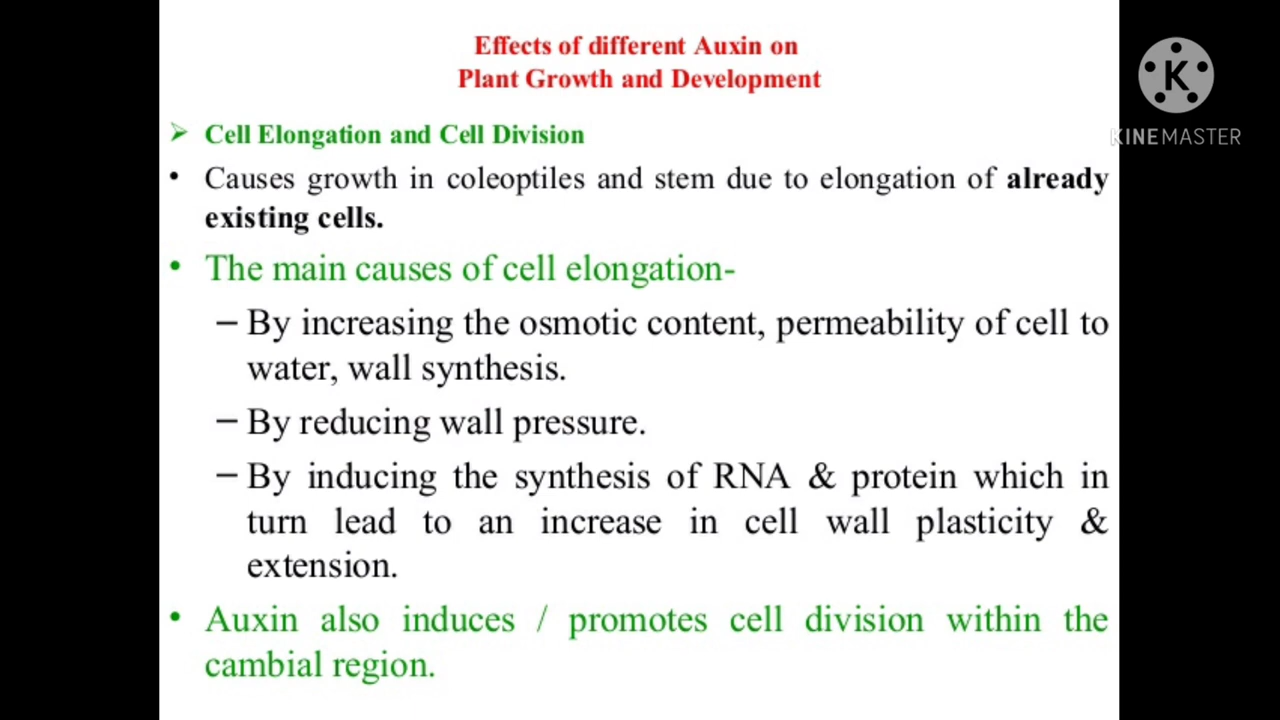 Effects of different Auxin on
Plant Growth and Development
➢ Cell Elongation and Cell Division
• Causes growth in coleoptiles and stem due to elongation of already
existing cells.
• The main causes of cell elongation-
– By increasing the osmotic content, permeability of cell to
water, wall synthesis.
– By reducing wall pressure.
– By inducing the synthesis of RNA & protein which in
turn lead to an increase in cell wall plasticity &
extension.
• Auxin also induces / promotes cell division within the
cambial region.
K
KINEMASTER